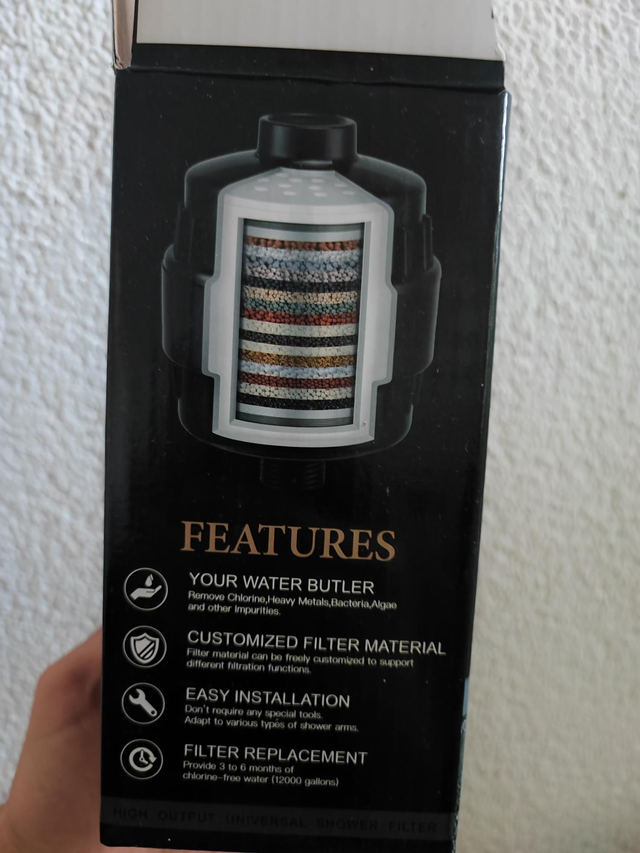 FEATURES
YOUR WATER BUTLER
Remove Chlorine,Heavy Metals,Bacteria,Algae
and other Impurities.
CUSTOMIZED FILTER MATERIAL
Filter material can be freely customized to support
different filtration functions.
EASY INSTALLATION
Don't require any special tools.
Adapt to various types of shower arms.
FILTER REPLACEMENT
Provide 3 to 6 months of
chlorine-free water (12000 gallons)
HIGH OUTPUT UNIVERSAL SHOWER FILTER